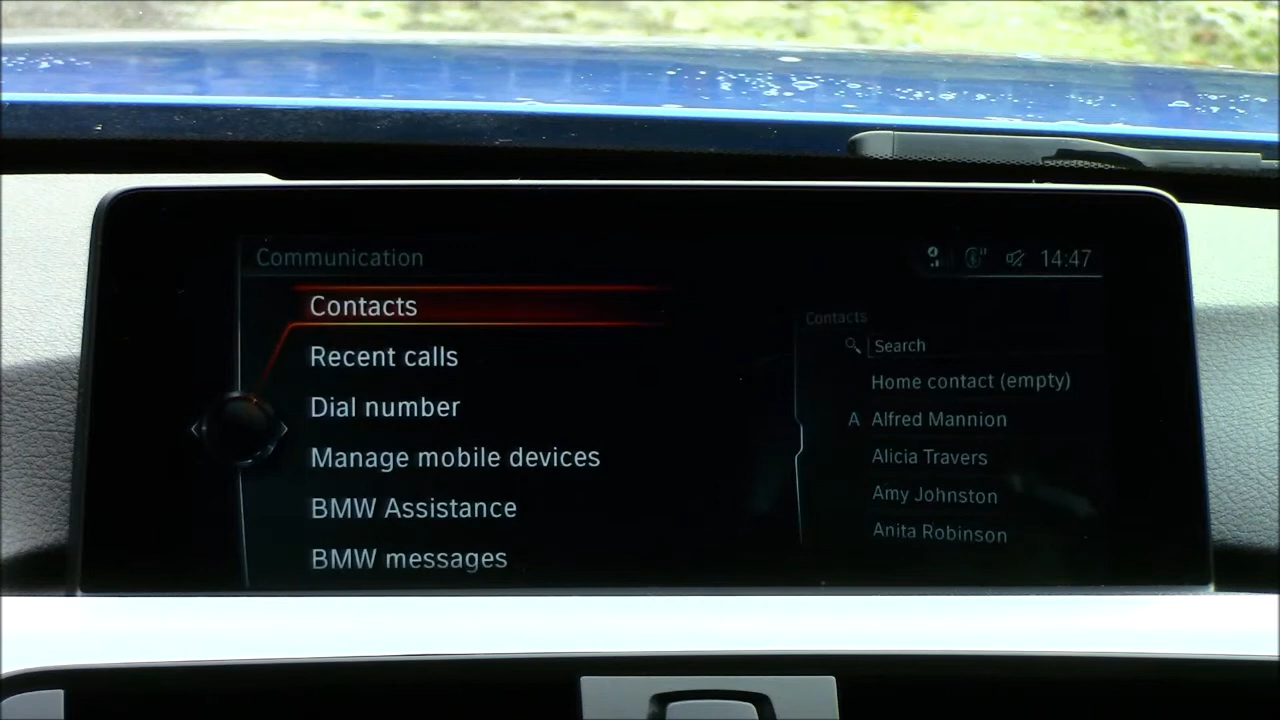 Communication
14:47
Contacts
Recent calls
Dial number
Manage mobile devices
BMW Assistance
BMW messages
Contacts
Search
Home contact (empty)
A Alfred Mannion
Alicia Travers
Amy Johnston
Anita Robinson